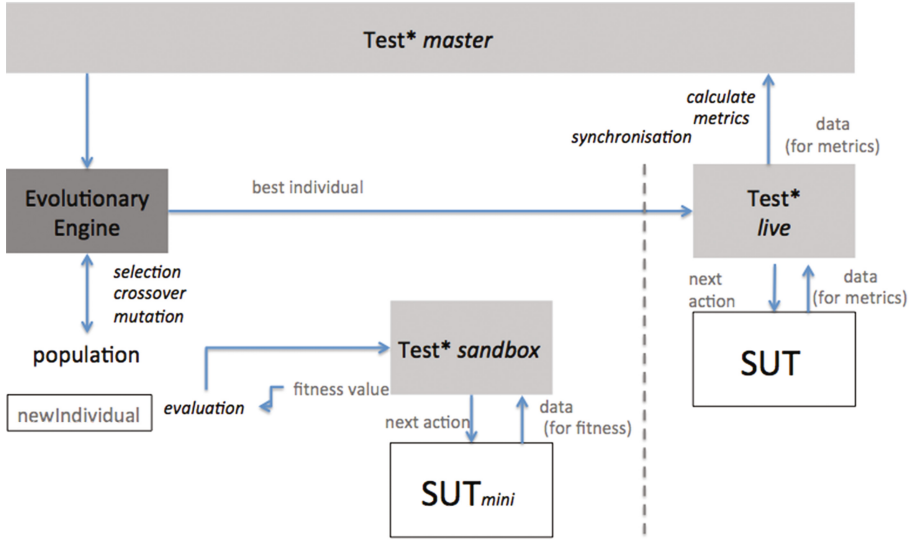 Test* master
calculate
metrics
synchronisation
data
(for metrics)
Evolutionary
Engine
best individual
Test*
live
selection
crossover
mutation
next
action
data
(for metrics)
population
Test* sandbox
SUT
newIndividual
evaluation
fitness value
next action
data
(for fitness)
SUTmini